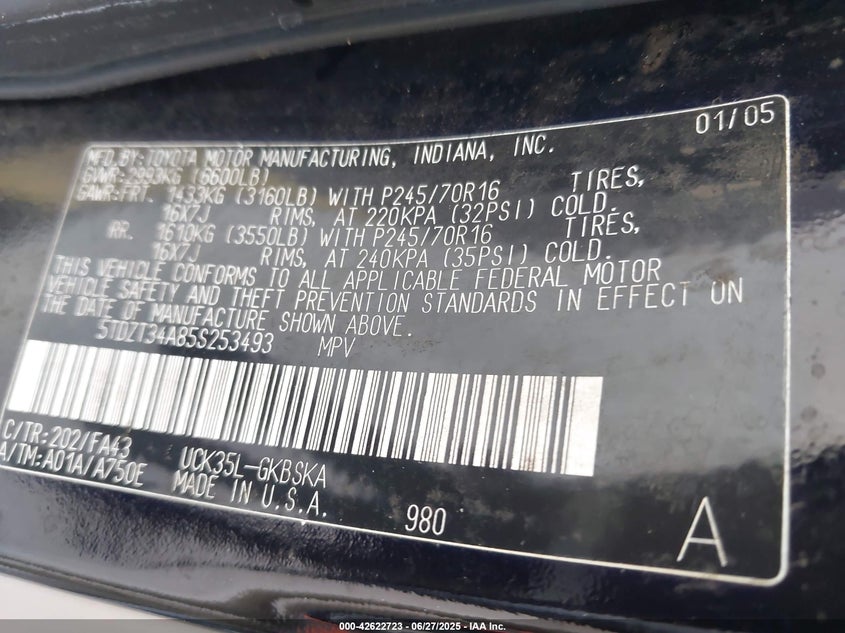 01/05
MFD.BY:TOYOTA MOTOR MANUFACTURING, INDIANA, INC.
GVWR:2993KG (6600LB)
GAWR:FRT. 1433KG (3160LB) WITH P245/70R16 TIRES,
16X7J RIMS, AT 220KPA (32PSI) COLD.
RR. 1610KG (3550LB) WITH P245/70R16 TIRES,
16X7J RIMS, AT 240KPA (35PSI) COLD.
THIS VEHICLE CONFORMS TO ALL APPLICABLE FEDERAL MOTOR
VEHICLE SAFETY AND THEFT PREVENTION STANDARDS IN EFFECT ON
THE DATE OF MANUFACTURE SHOWN ABOVE.
5TDZT34A85S253493 MPV
C/TR:202/FA43 UCK35L-GKBSKA
A/TM:A01A/A750E MADE IN U.S.A.
980
A
000-42622723 - 06/27/2025 - IAA Inc.